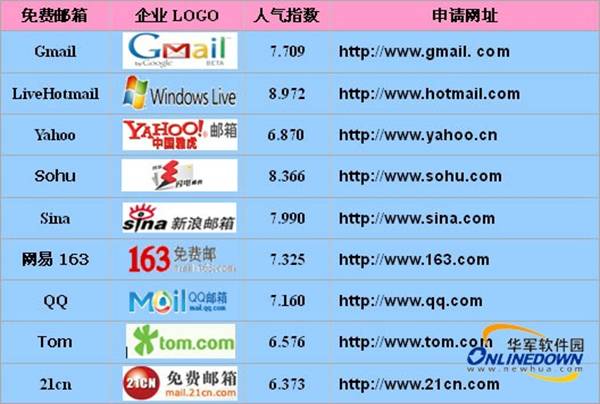 免费邮箱 企业 LOGO 人气指数 申请网址
Gmail Gmail by Google BETA 7.709 http://www.gmail. com
LiveHotmail Windows Live 8.972 http://www.hotmail.com
Yahoo YAHOO! 邮箱 中国雅虎 6.870 http://www.yahoo.cn
Sohu 闪电邮件 8.366 http://www.sohu.com
Sina sina 新浪邮箱 7.990 http://www.sina.com
网易 163 163 免费邮 mail.163.com 7.325 http://www.163.com
QQ Mail QQ邮箱 mail.qq.com 7.160 http://www.qq.com
Tom tom.com 6.576 http://www.tom.com
21cn 21CN 免费邮箱 mail.21cn.com 6.373 http://www.21cn.com
华军软件园
ONLINEDOWN
www.newhua.com